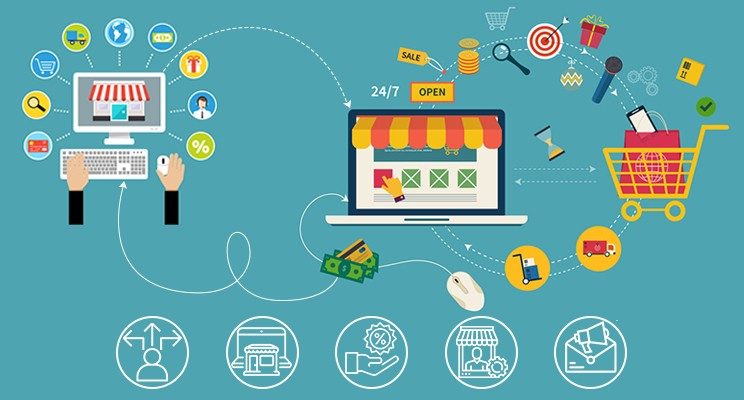 SALE
24/7
OPEN
%
%